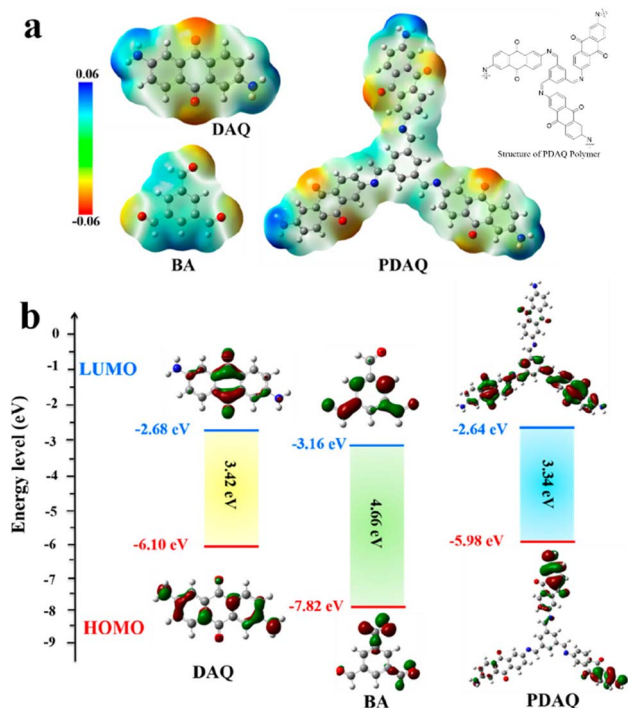 a
0.06
-0.06
DAQ
BA
PDAQ
N
O
O
N
N
O
O
N
O
O
N
Structure of PDAQ Polymer
b
Energy level (eV)
0
-1
-2
-3
-4
-5
-6
-7
-8
-9
LUMO
HOMO
-2.68 eV
3.42 eV
-6.10 eV
DAQ
-3.16 eV
4.66 eV
-7.82 eV
BA
-2.64 eV
3.34 eV
-5.98 eV
PDAQ